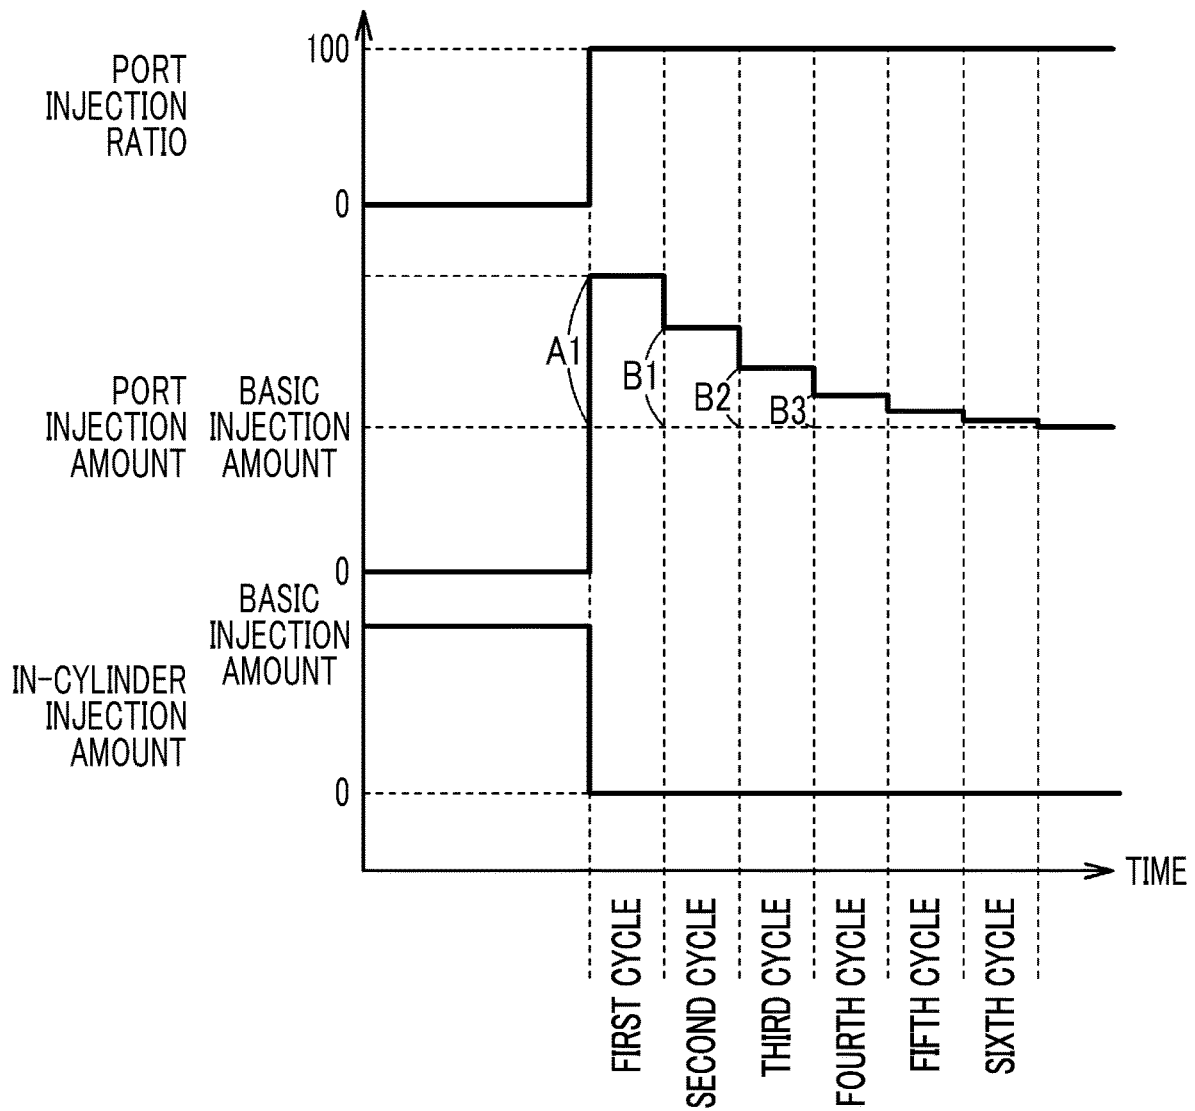 100
PORT
INJECTION
RATIO
0
A1
B1
B2
B3
PORT
INJECTION
AMOUNT
BASIC
INJECTION
AMOUNT
0
BASIC
INJECTION
AMOUNT
IN-CYLINDER
INJECTION
AMOUNT
0
TIME
FIRST CYCLE
SECOND CYCLE
THIRD CYCLE
FOURTH CYCLE
FIFTH CYCLE
SIXTH CYCLE